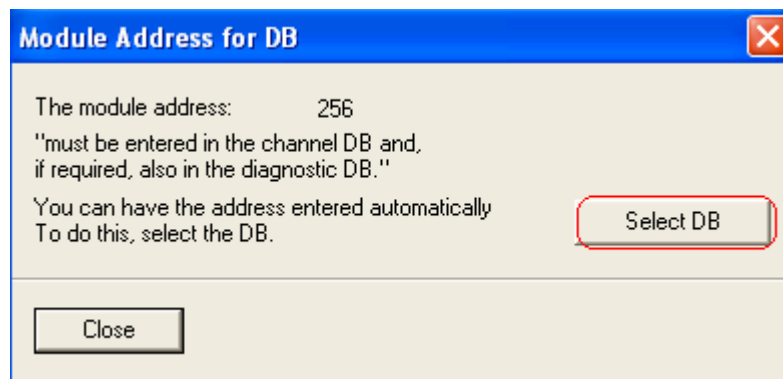 Module Address for DB
The module address: 256
"must be entered in the channel DB and,
if required, also in the diagnostic DB."
You can have the address entered automatically
To do this, select the DB.
Select DB
Close